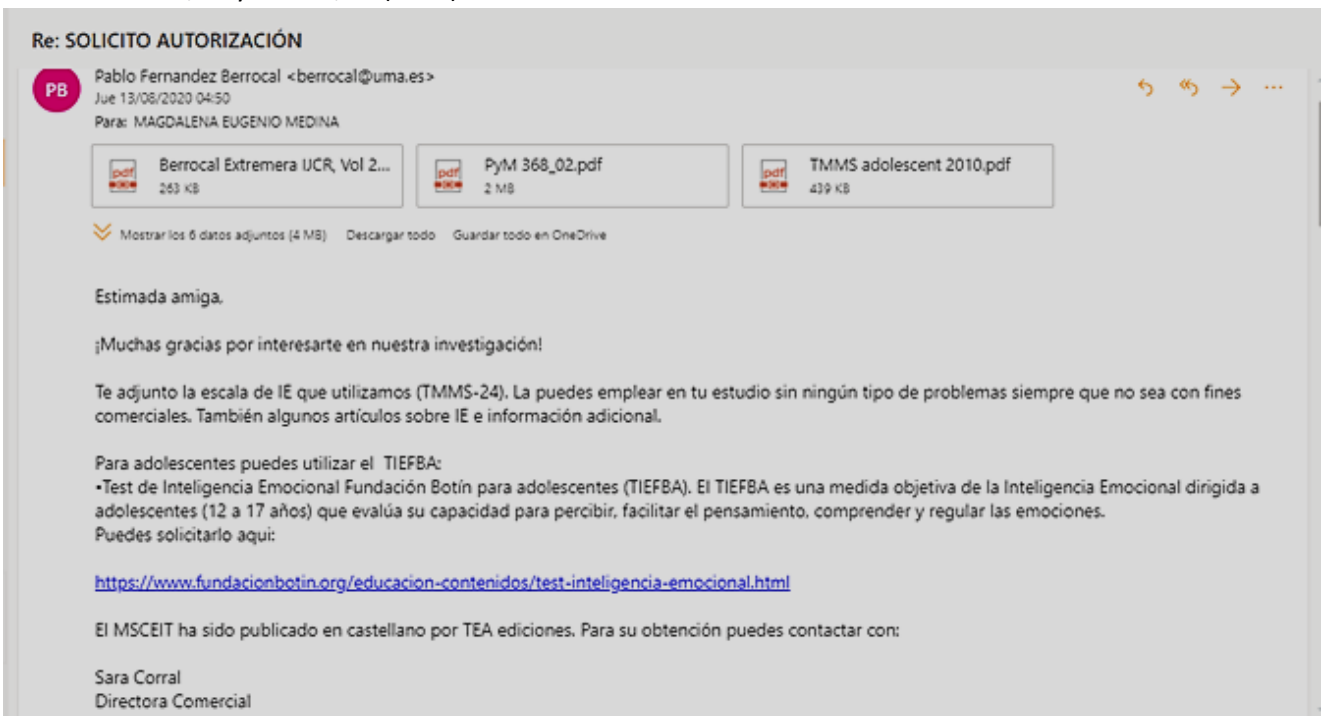 Re: SOLICITO AUTORIZACIÓN
PB
Pablo Fernandez Berrocal <berrocal@uma.es>
Jue 13/08/2020 04:50
Para: MAGDALENA EUGENIO MEDINA
Berrocal Extremera IJCR, Vol 2...
263 KB
PyM 368_02.pdf
2 MB
TMMS adolescent 2010.pdf
439 KB
Mostrar los 6 datos adjuntos (4 MB) Descargar todo Guardar todo en OneDrive
Estimada amiga,
¡Muchas gracias por interesarte en nuestra investigación!
Te adjunto la escala de IE que utilizamos (TMMS-24). La puedes emplear en tu estudio sin ningún tipo de problemas siempre que no sea con fines
comerciales. También algunos artículos sobre IE e información adicional.
Para adolescentes puedes utilizar el TIEFBA:
•Test de Inteligencia Emocional Fundación Botín para adolescentes (TIEFBA). El TIEFBA es una medida objetiva de la Inteligencia Emocional dirigida a
adolescentes (12 a 17 años) que evalúa su capacidad para percibir, facilitar el pensamiento, comprender y regular las emociones.
Puedes solicitarlo aqui:
https://www.fundacionbotin.org/educacion-contenidos/test-inteligencia-emocional.html
El MSCEIT ha sido publicado en castellano por TEA ediciones. Para su obtención puedes contactar con:
Sara Corral
Directora Comercial